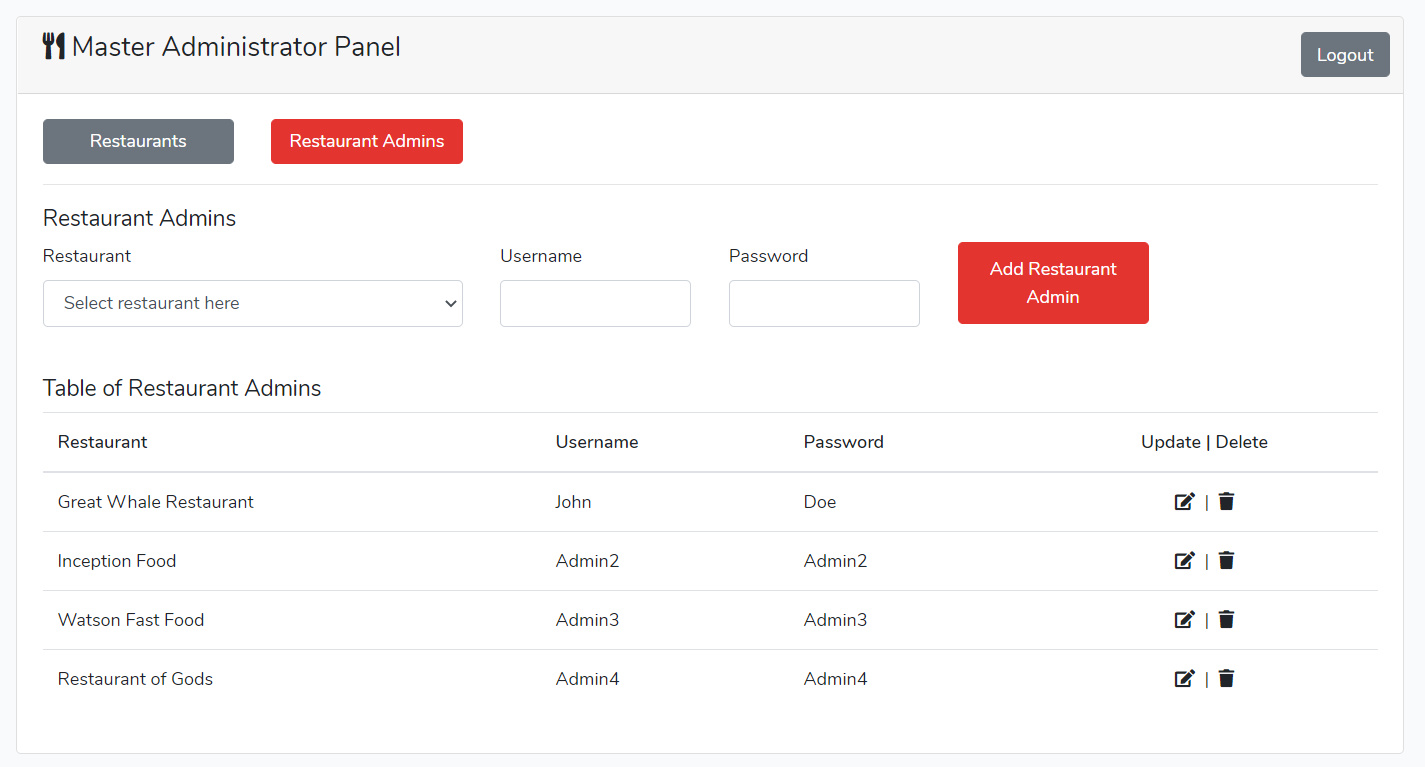 Master Administrator Panel
Logout
Restaurants
Restaurant Admins
Restaurant Admins
Restaurant
Username
Password
Select restaurant here
Add Restaurant
Admin
Table of Restaurant Admins
Restaurant Username Password Update | Delete
Great Whale Restaurant John Doe |
Inception Food Admin2 Admin2 |
Watson Fast Food Admin3 Admin3 |
Restaurant of Gods Admin4 Admin4 |